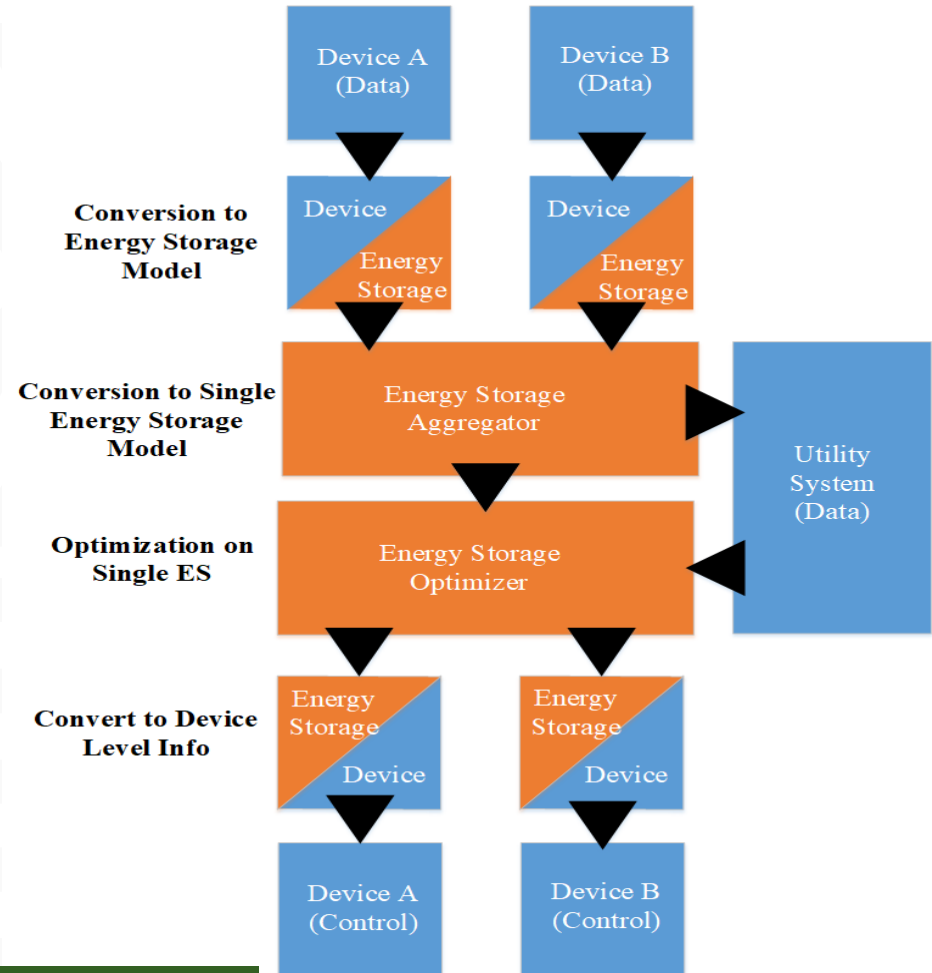 Device A
(Data)
Device B
(Data)
Conversion to
Energy Storage
Model
Device
Energy
Storage
Device
Energy
Storage
Conversion to Single
Energy Storage
Model
Energy Storage
Aggregator
Utility
System
(Data)
Optimization on
Single ES
Energy Storage
Optimizer
Convert to Device
Level Info
Energy
Storage
Device
Energy
Storage
Device
Device A
(Control)
Device B
(Control)